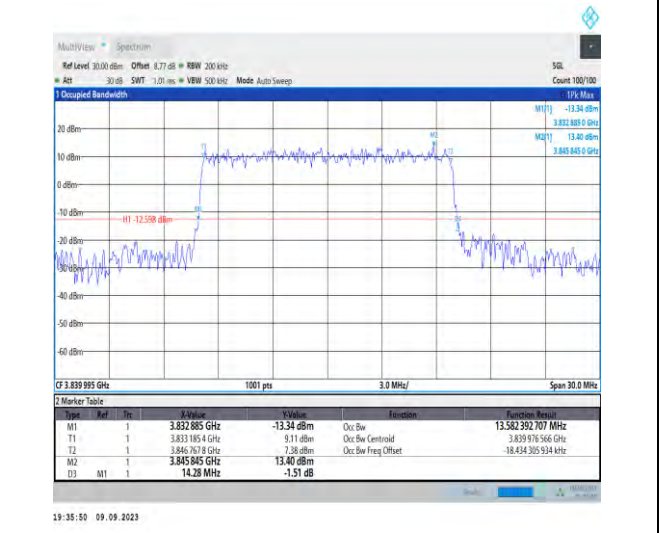 MultiView Spectrum
Ref Level 30.00 dBm Offset 8.77 dB RBW 200 kHz SGL
Att 30 dB SWT 1.01 ms VBW 500 kHz Mode Auto Sweep Count 100/100
1 Occupied Bandwidth 1Pk Max
M1[1] -13.34 dBm
3.832 885 0 GHz
M2[1] 13.40 dBm
3.845 845 0 GHz
20 dBm
10 dBm
0 dBm
-10 dBm
H1 -12.598 dBm
-20 dBm
-30 dBm
-40 dBm
-50 dBm
-60 dBm
T1
M2
T2
M1
CF 3.839 995 GHz 1001 pts 3.0 MHz/ Span 30.0 MHz
2 Marker Table
Type Ref Trc X-Value Y-Value Function Function Result
M1 1 3.832 885 GHz -13.34 dBm Occ Bw 13.582 392 707 MHz
T1 1 3.833 185 4 GHz 9.11 dBm Occ Bw Centroid 3.839 976 566 GHz
T2 1 3.846 767 8 GHz 7.38 dBm Occ Bw Freq Offset -18.434 305 934 kHz
M2 1 3.845 845 GHz 13.40 dBm
D3 M1 1 14.28 MHz -1.51 dB
19:35:50 09.09.2023